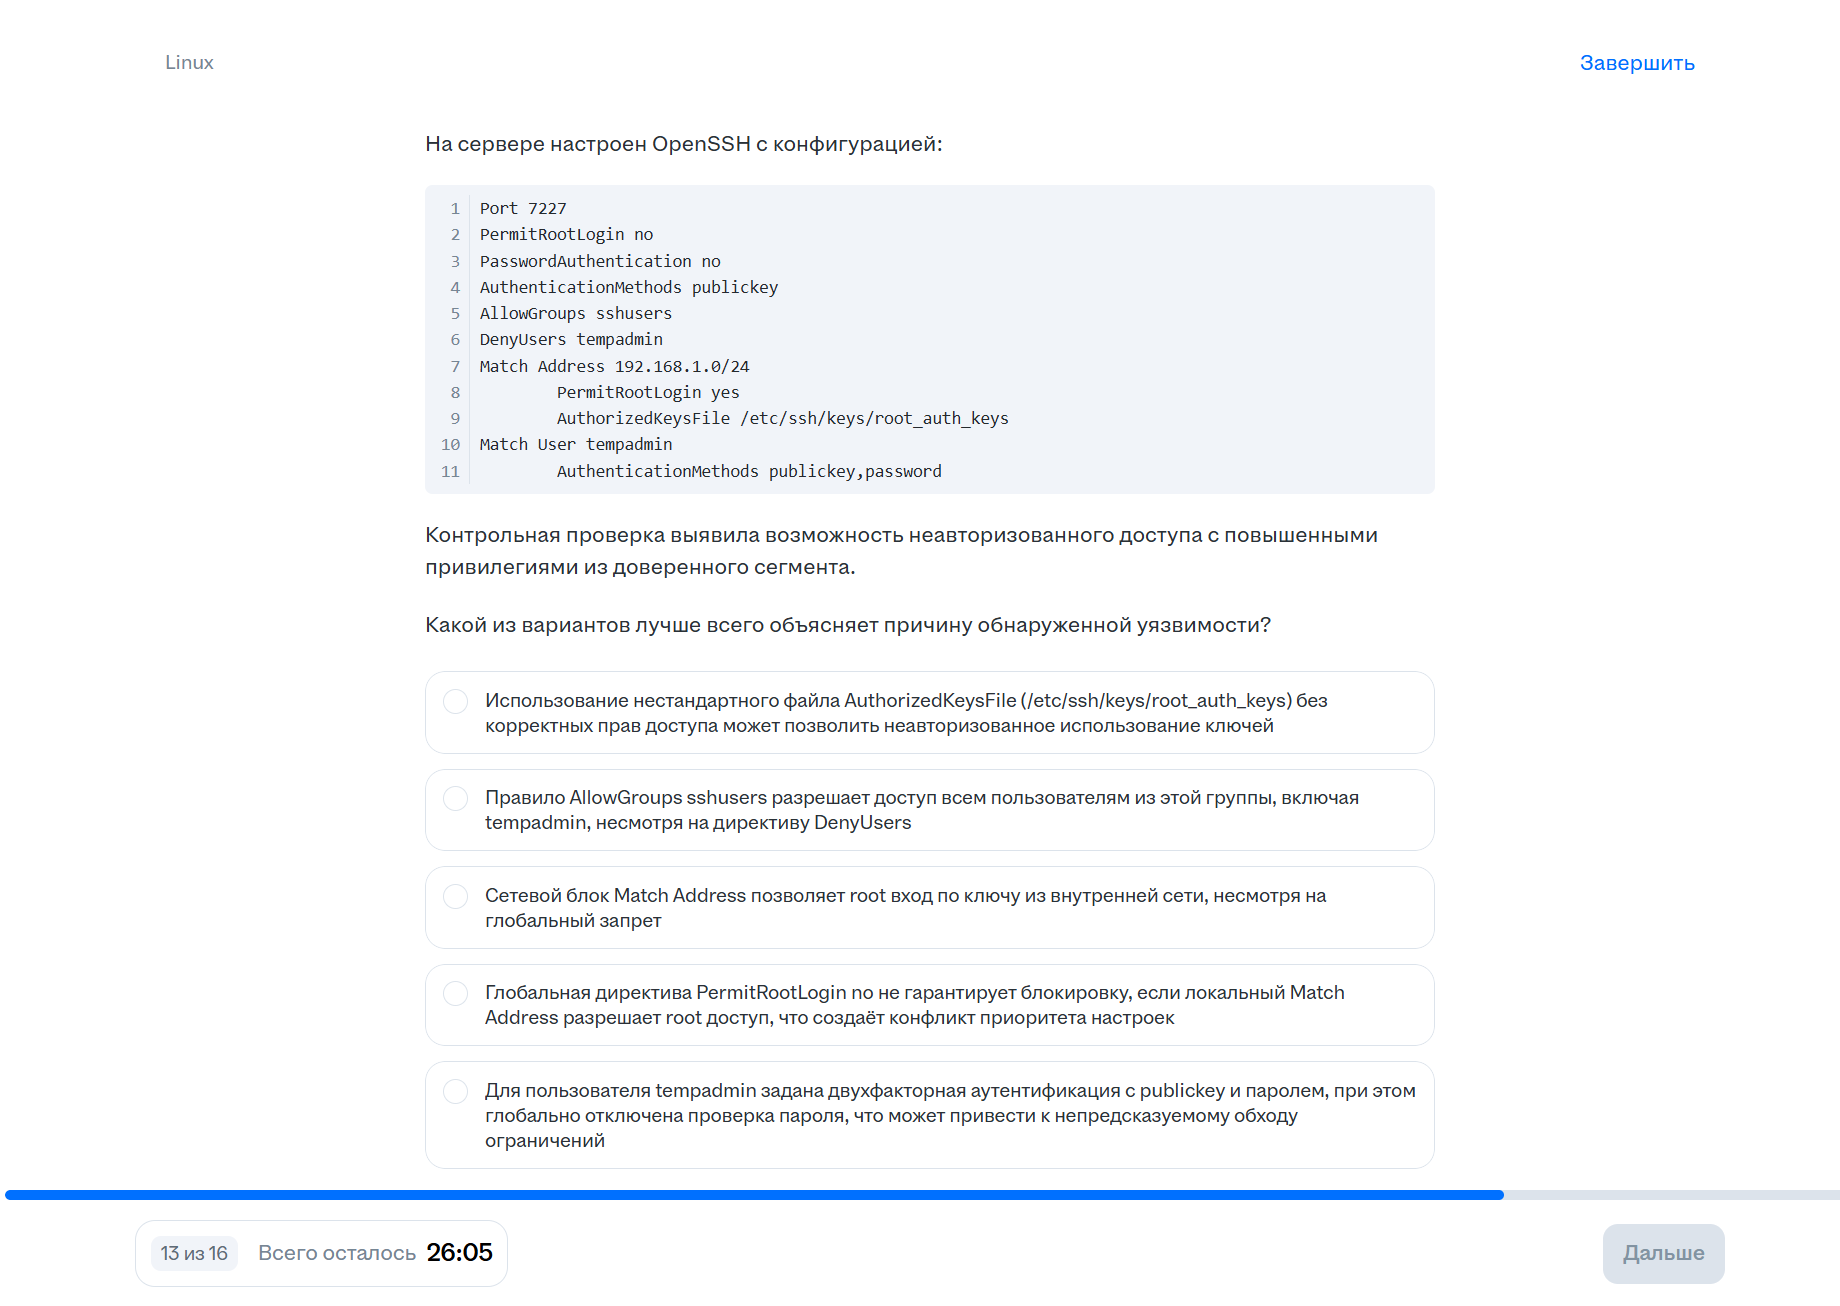 Linux
Завершить
На сервере настроен OpenSSH с конфигурацией:
1 Port 7227
2 PermitRootLogin no
3 PasswordAuthentication no
4 AuthenticationMethods publickey
5 AllowGroups sshusers
6 DenyUsers tempadmin
7 Match Address 192.168.1.0/24
8 PermitRootLogin yes
9 AuthorizedKeysFile /etc/ssh/keys/root_auth_keys
10 Match User tempadmin
11 AuthenticationMethods publickey,password
Контрольная проверка выявила возможность неавторизованного доступа с повышенными
привилегиями из доверенного сегмента.
Какой из вариантов лучше всего объясняет причину обнаруженной уязвимости?
Использование нестандартного файла AuthorizedKeysFile (/etc/ssh/keys/root_auth_keys) без
корректных прав доступа может позволить неавторизованное использование ключей
Правило AllowGroups sshusers разрешает доступ всем пользователям из этой группы, включая
tempadmin, несмотря на директиву DenyUsers
Сетевой блок Match Address позволяет root вход по ключу из внутренней сети, несмотря на
глобальный запрет
Глобальная директива PermitRootLogin no не гарантирует блокировку, если локальный Match
Address разрешает root доступ, что создаёт конфликт приоритета настроек
Для пользователя tempadmin задана двухфакторная аутентификация с publickey и паролем, при этом
глобально отключена проверка пароля, что может привести к непредсказуемому обходу
ограничений
13 из 16
Всего осталось 26:05
Дальше